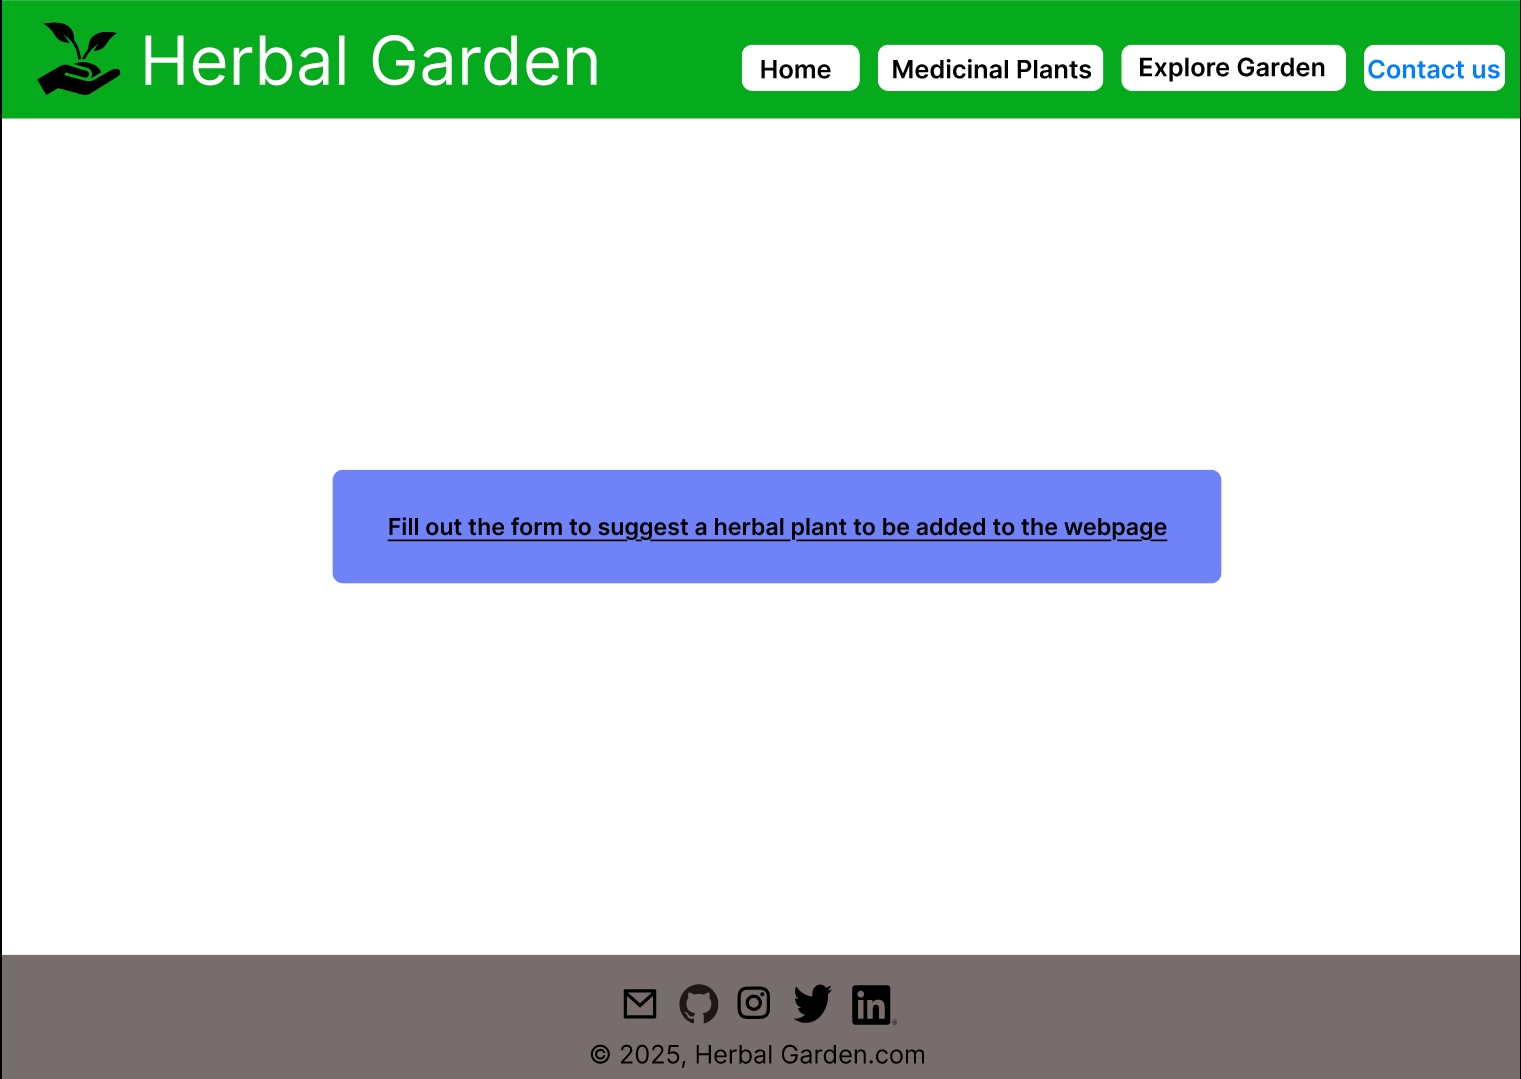 Herbal Garden
Home
Medicinal Plants
Explore Garden
Contact us
Fill out the form to suggest a herbal plant to be added to the webpage
in
© 2025, Herbal Garden.com